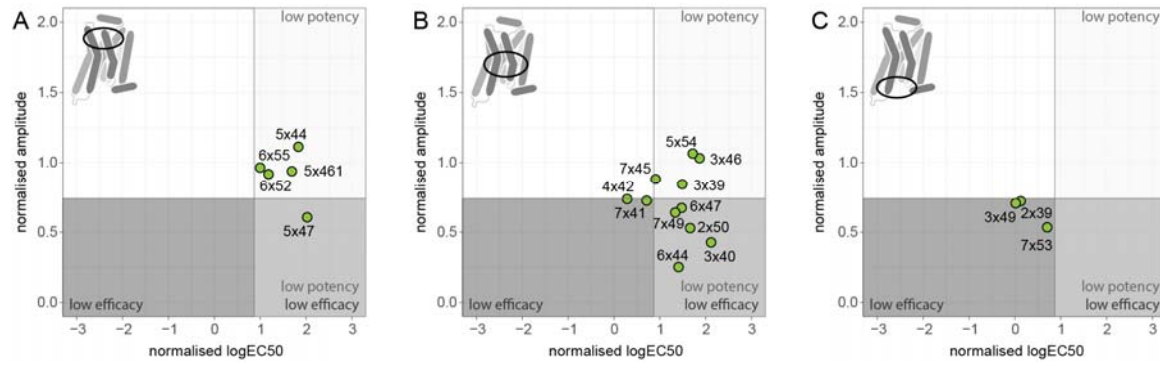 A
low potency
2.0
1.5
1.0
0.5
0.0
normalised amplitude
5x44
6x55
5x461
6x52
5x47
low potency
low efficacy
low efficacy
−3 −2 −1 0 1 2 3
normalised logEC50
B
low potency
2.0
1.5
1.0
0.5
0.0
normalised amplitude
5x54
3x46
7x45
3x39
4x42
7x41
6x47
7x49
2x50
3x40
6x44
low potency
low efficacy
low efficacy
−3 −2 −1 0 1 2 3
normalised logEC50
C
low potency
2.0
1.5
1.0
0.5
0.0
normalised amplitude
3x49
2x39
7x53
low potency
low efficacy
low efficacy
−3 −2 −1 0 1 2 3
normalised logEC50